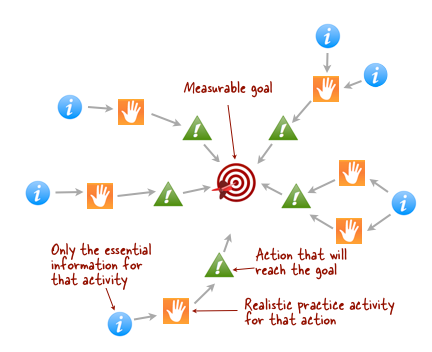 Measurable goal
Only the essential
information for
that activity
Action that will
reach the goal
Realistic practice activity
for that action